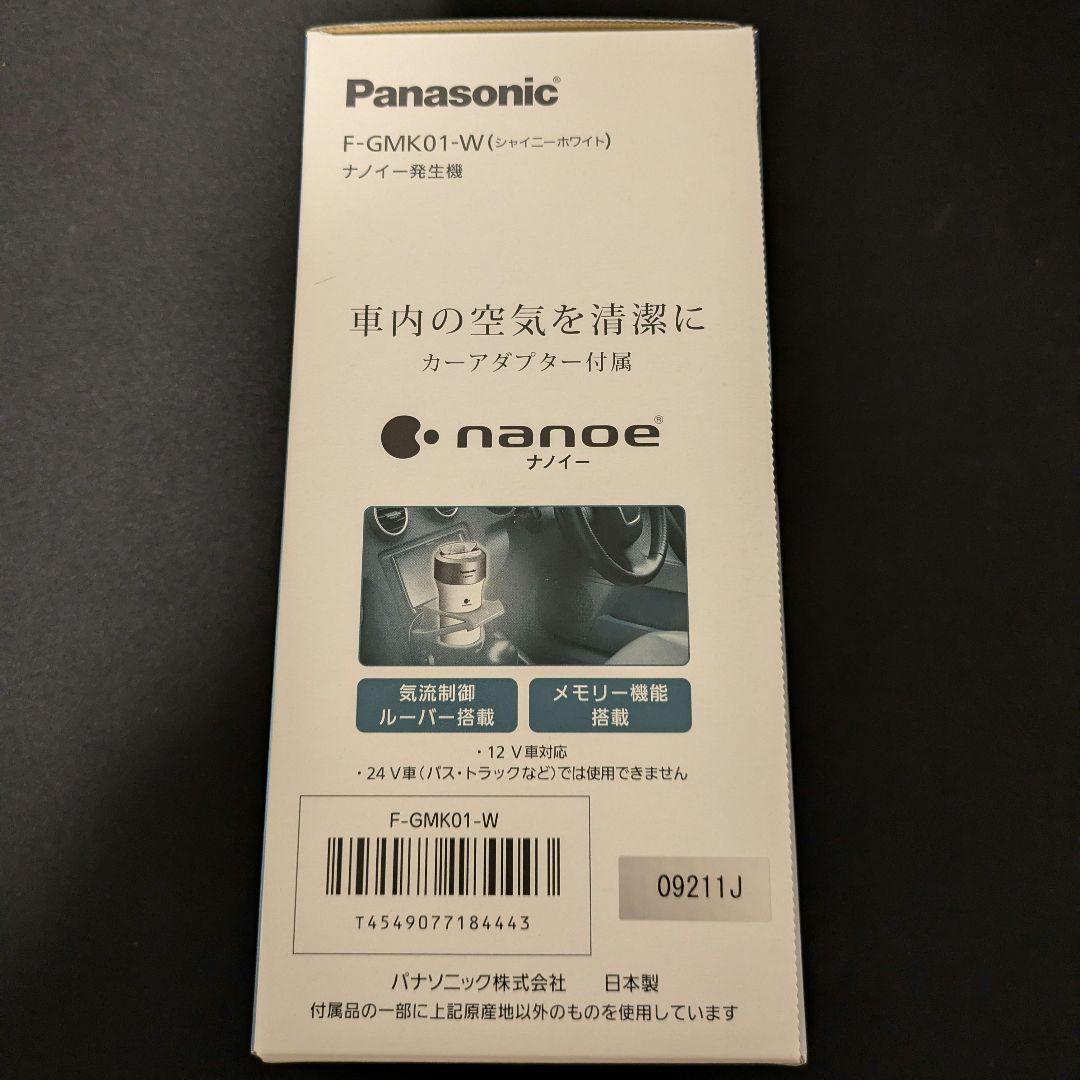 Panasonic®
F-GMK01-W(シャイニーホワイト)
ナノイー発生機
車内の空気を清潔に
カーアダプター付属
nanoe®
ナノイー
Panasonic
気流制御
ルーバー搭載
メモリー機能
搭載
・12 V車対応
・24 V車(バス・トラックなど)では使用できません
F-GMK01-W
T4549077184443
09211J
パナソニック株式会社 日本製
付属品の一部に上記原産地以外のものを使用しています